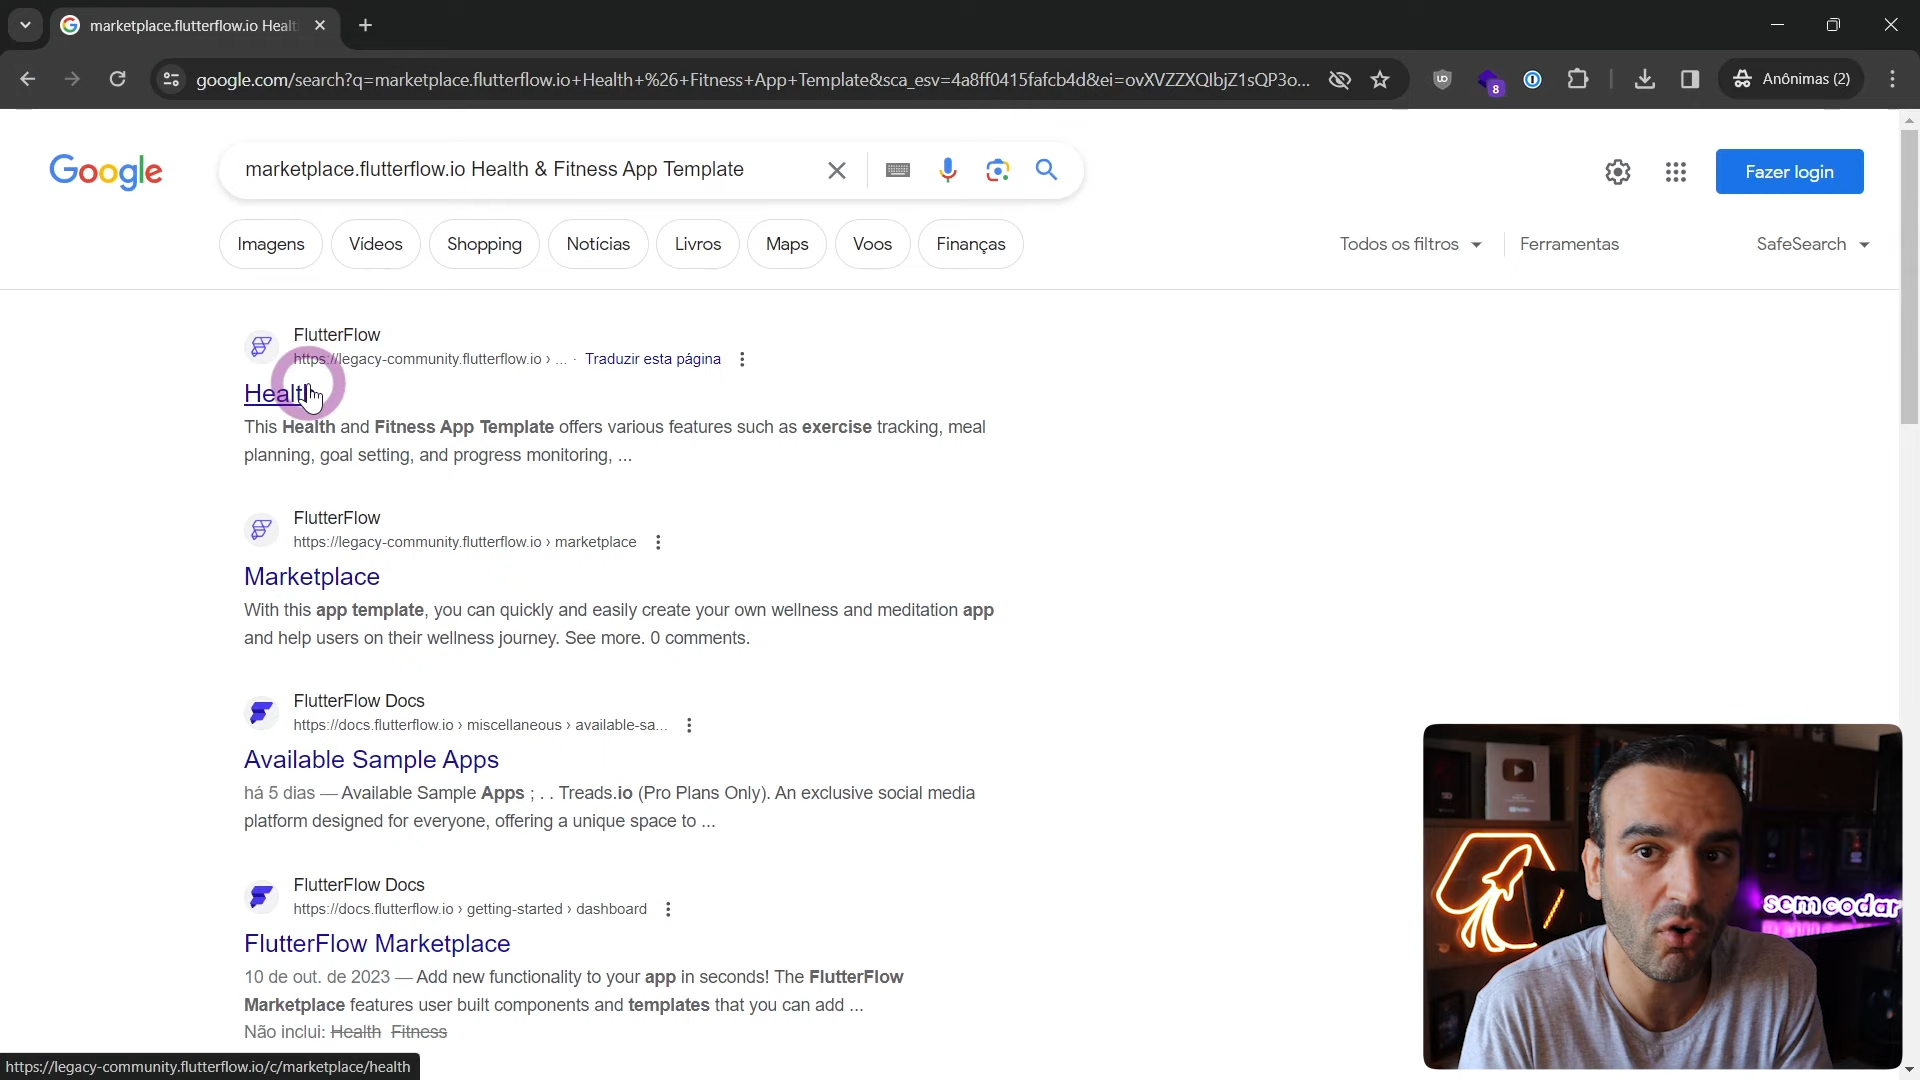 marketplace.flutterflow.io Healt
google.com/search?q=marketplace.flutterflow.io+Health+%26+Fitness+App+Template&sca_esv=4a8ff0415fafcb4d&ei=ovXVZZXQIbjZ1sQP3o...
8
Anônimas (2)
Google
marketplace.flutterflow.io Health & Fitness App Template
Fazer login
Imagens
Vídeos
Shopping
Notícias
Livros
Maps
Voos
Finanças
Todos os filtros
Ferramentas
SafeSearch
FlutterFlow
https://legacy-community.flutterflow.io › ... · Traduzir esta página
Health
This Health and Fitness App Template offers various features such as exercise tracking, meal
planning, goal setting, and progress monitoring, ...
FlutterFlow
https://legacy-community.flutterflow.io › marketplace
Marketplace
With this app template, you can quickly and easily create your own wellness and meditation app
and help users on their wellness journey. See more. 0 comments.
FlutterFlow Docs
https://docs.flutterflow.io › miscellaneous › available-sa...
Available Sample Apps
há 5 dias — Available Sample Apps ; . . Treads.io (Pro Plans Only). An exclusive social media
platform designed for everyone, offering a unique space to ...
FlutterFlow Docs
https://docs.flutterflow.io › getting-started › dashboard
FlutterFlow Marketplace
10 de out. de 2023 — Add new functionality to your app in seconds! The FlutterFlow
Marketplace features user built components and templates that you can add ...
Não inclui: Health Fitness
https://legacy-community.flutterflow.io/c/marketplace/health
semcodar